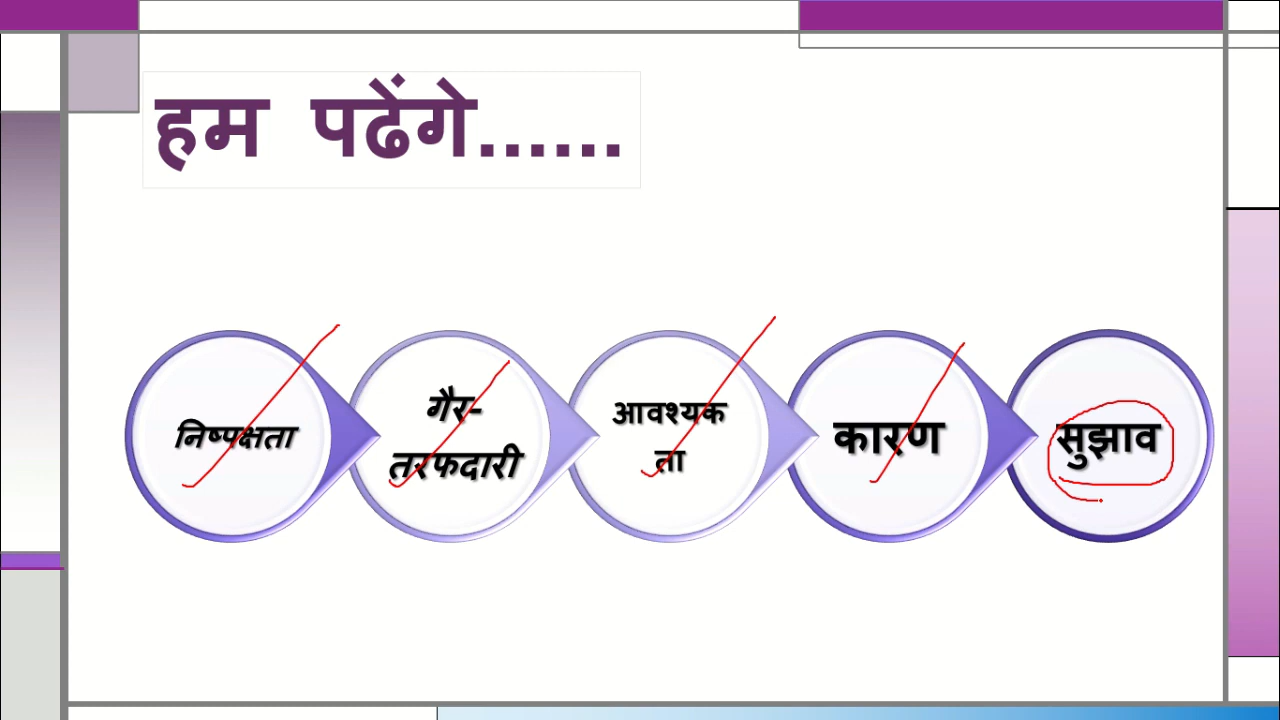 हम पढेंगे......
निष्पक्षता
गैर-
तरफदारी
आवश्यक
ता
कारण
सुझाव